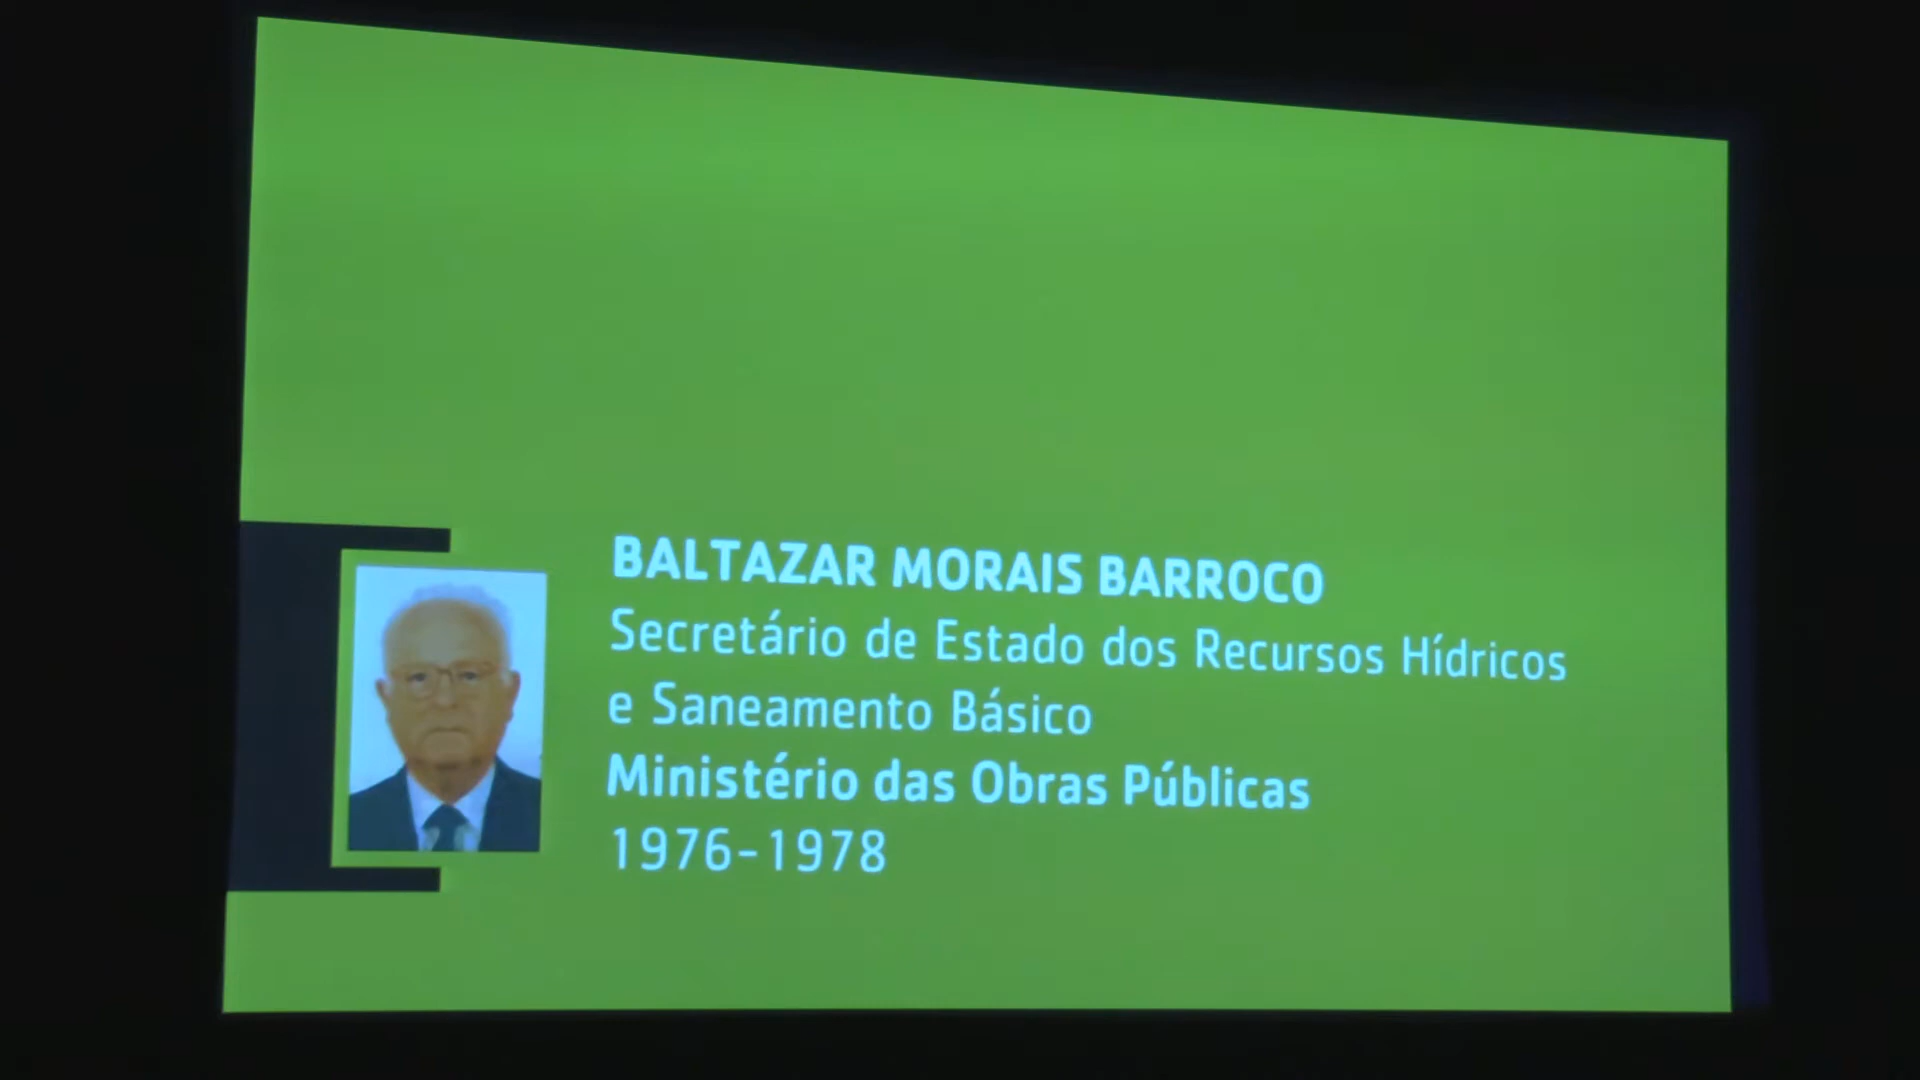 BALTAZAR MORAIS BARROCO
Secretário de Estado dos Recursos Hídricos
e Saneamento Básico
Ministério das Obras Públicas
1976-1978